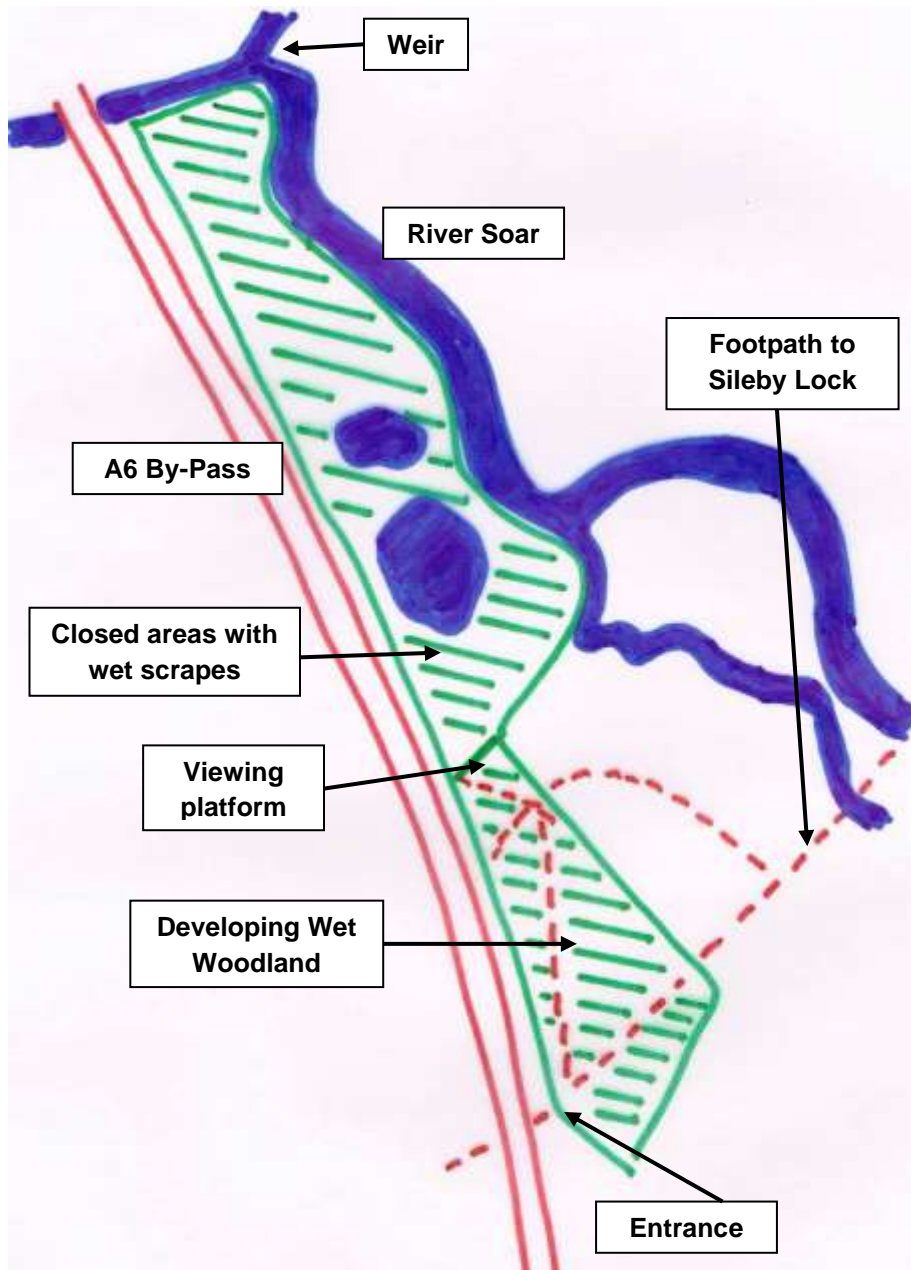 Weir
River Soar
Footpath to
Sileby Lock
A6 By-Pass
Closed areas with
wet scrapes
Viewing
platform
Developing Wet
Woodland
Entrance